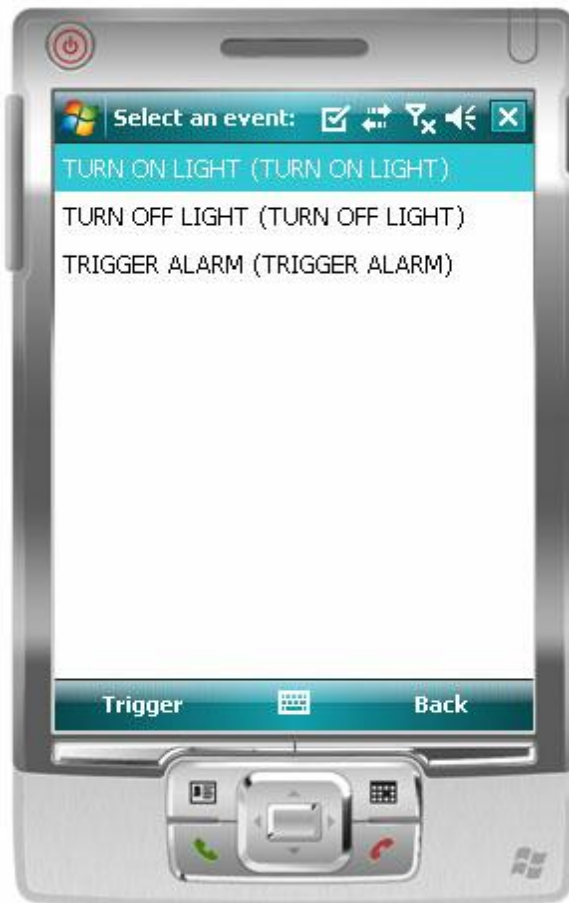 Select an event:
TURN ON LIGHT (TURN ON LIGHT)
TURN OFF LIGHT (TURN OFF LIGHT)
TRIGGER ALARM (TRIGGER ALARM)
Trigger Back